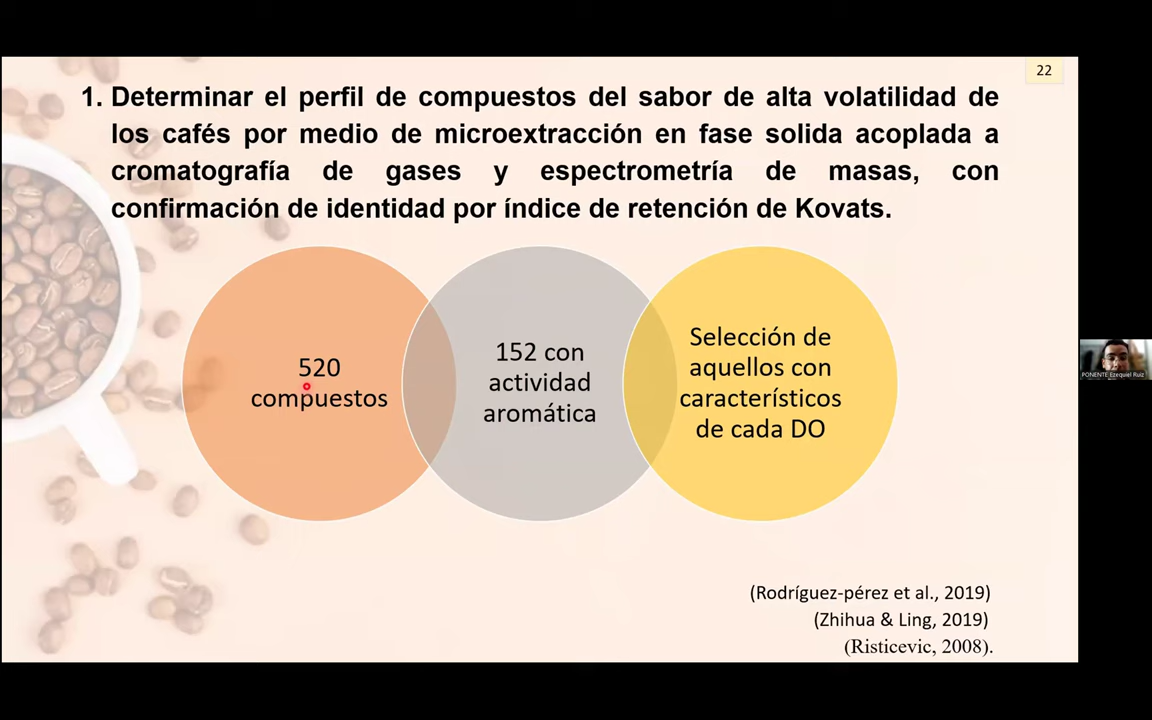 22
1. Determinar el perfil de compuestos del sabor de alta volatilidad de
los cafés por medio de microextracción en fase solida acoplada a
cromatografía de gases y espectrometría de masas, con
confirmación de identidad por índice de retención de Kovats.
520
compuestos
152 con
actividad
aromática
Selección de
aquellos con
característicos
de cada DO
PONENTE Ezequiel Ruiz
(Rodríguez-pérez et al., 2019)
(Zhihua & Ling, 2019)
(Risticevic, 2008).